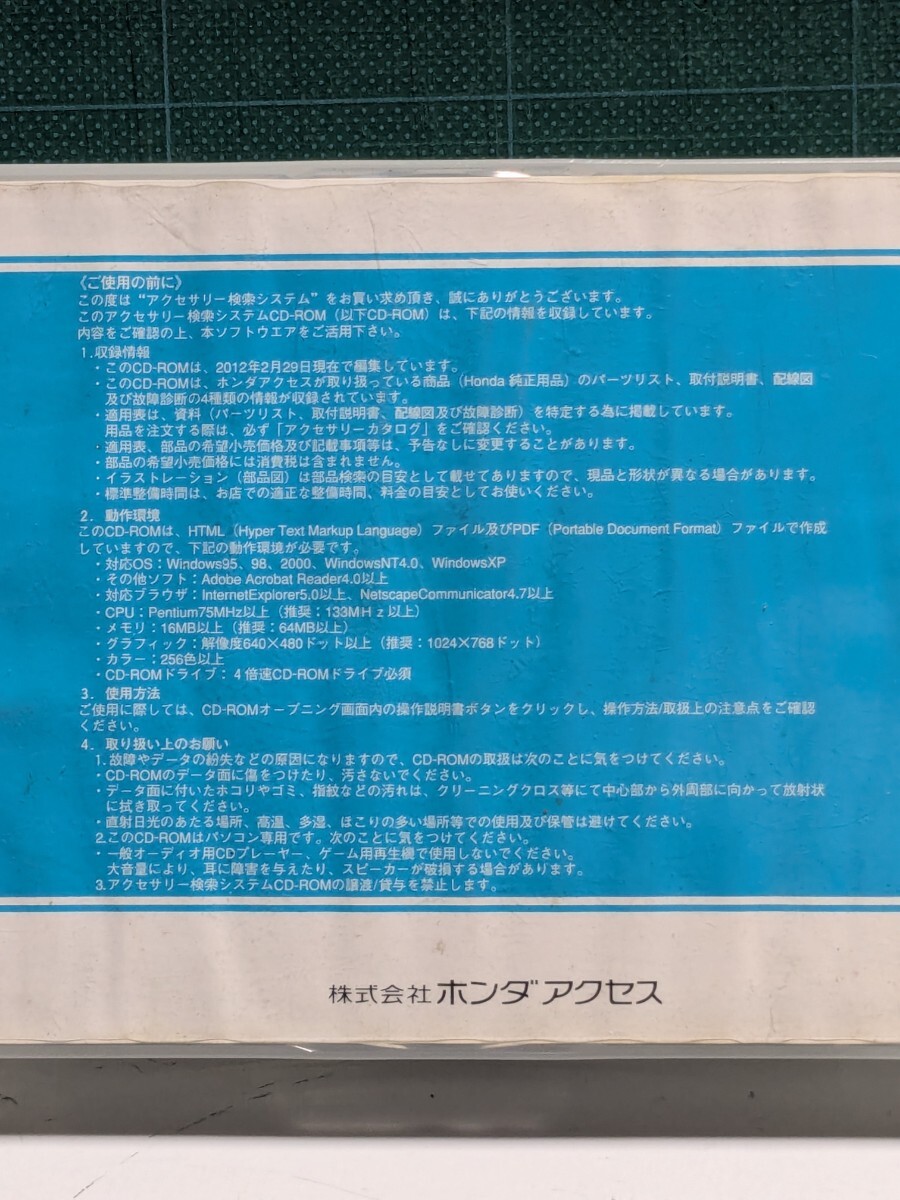 《ご使用の前に》
この度は“アクセサリー検索システム”をお買い求め頂き、誠にありがとうございます。
このアクセサリー検索システムCD-ROM（以下CD-ROM）は、下記の情報を収録しています。
内容をご確認の上、本ソフトウエアをご活用下さい。
1.収録情報
・このCD-ROMは、2012年2月29日現在で編集しています。
・このCD-ROMは、ホンダアクセスが取り扱っている商品（Honda 純正用品）のパーツリスト、取付説明書、配線図
及び故障診断の4種類の情報が収録されています。
・適用表は、資料（パーツリスト、取付説明書、配線図及び故障診断）を特定する為に掲載しています。
用品を注文する際は、必ず「アクセサリーカタログ」をご確認ください。
・適用表、部品の希望小売価格及び記載事項等は、予告なしに変更することがあります。
・部品の希望小売価格には消費税は含まれません。
・イラストレーション（部品図）は部品検索の目安として載せてありますので、現品と形状が異なる場合があります。
・標準整備時間は、お店での適正な整備時間、料金の目安としてお使いください。
2．動作環境
このCD-ROMは、HTML（Hyper Text Markup Language）ファイル及びPDF（Portable Document Format）ファイルで作成
していますので、下記の動作環境が必要です。
・対応OS：Windows95、98、2000、WindowsNT4.0、WindowsXP
・その他ソフト：Adobe Acrobat Reader4.0以上
・対応ブラウザ：InternetExplorer5.0以上、NetscapeCommunicator4.7以上
・CPU：Pentium75MHz以上（推奨：133MHｚ以上）
・メモリ：16MB以上（推奨：64MB以上）
・グラフィック：解像度640×480ドット以上（推奨：1024×768ドット）
・カラー：256色以上
・CD-ROMドライブ：４倍速CD-ROMドライブ必須
3．使用方法
ご使用に際しては、CD-ROMオープニング画面内の操作説明書ボタンをクリックし、操作方法/取扱上の注意点をご確認
ください。
4．取り扱い上のお願い
1.故障やデータの紛失などの原因になりますので、CD-ROMの取扱は次のことに気をつけてください。
・CD-ROMのデータ面に傷をつけたり、汚さないでください。
・データ面に付いたホコリやゴミ、指紋などの汚れは、クリーニングクロス等にて中心部から外周部に向かって放射状
に拭き取ってください。
・直射日光のあたる場所、高温、多湿、ほこりの多い場所等での使用及び保管は避けてください。
2.このCD-ROMはパソコン専用です。次のことに気をつけてください。
・一般オーディオ用CDプレーヤー、ゲーム用再生機で使用しないでください。
大音量により、耳に障害を与えたり、スピーカーが破損する場合があります。
3.アクセサリー検索システムCD-ROMの譲渡/貸与を禁止します。
株式会社ホンダアクセス